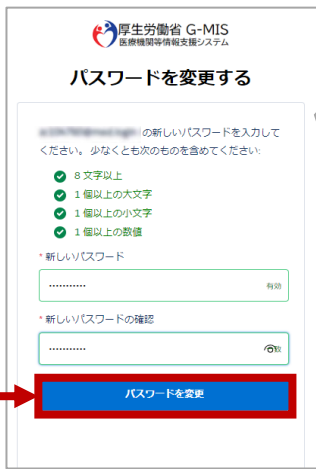 厚生労働省 G-MIS
医療機関等情報支援システム
パスワードを変更する
の新しいパスワードを入力して
ください。少なくとも次のものを含めてください:
8 文字以上
1 個以上の大文字
1 個以上の小文字
1 個以上の数値
* 新しいパスワード
••••••••••• 有効
* 新しいパスワードの確認
•••••••••••
パスワードを変更